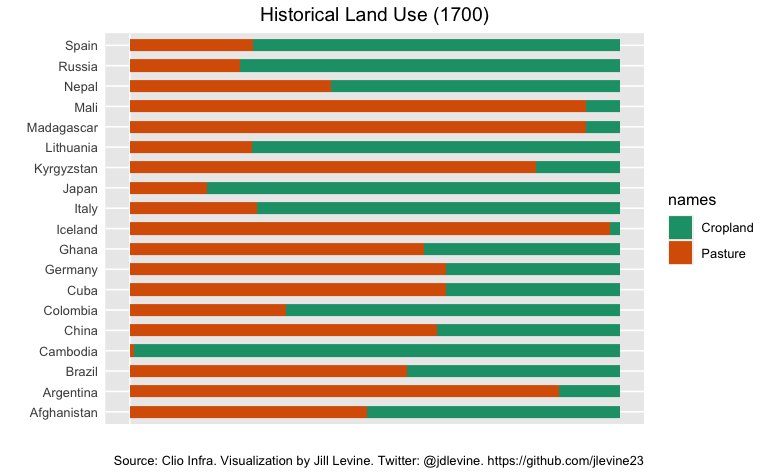 Historical Land Use (1700)
Spain
Russia
Nepal
Mali
Madagascar
Lithuania
Kyrgyzstan
Japan
Italy
Iceland
Ghana
Germany
Cuba
Colombia
China
Cambodia
Brazil
Argentina
Afghanistan
names
Cropland
Pasture
Source: Clio Infra. Visualization by Jill Levine. Twitter: @jdlevine. https://github.com/jlevine23